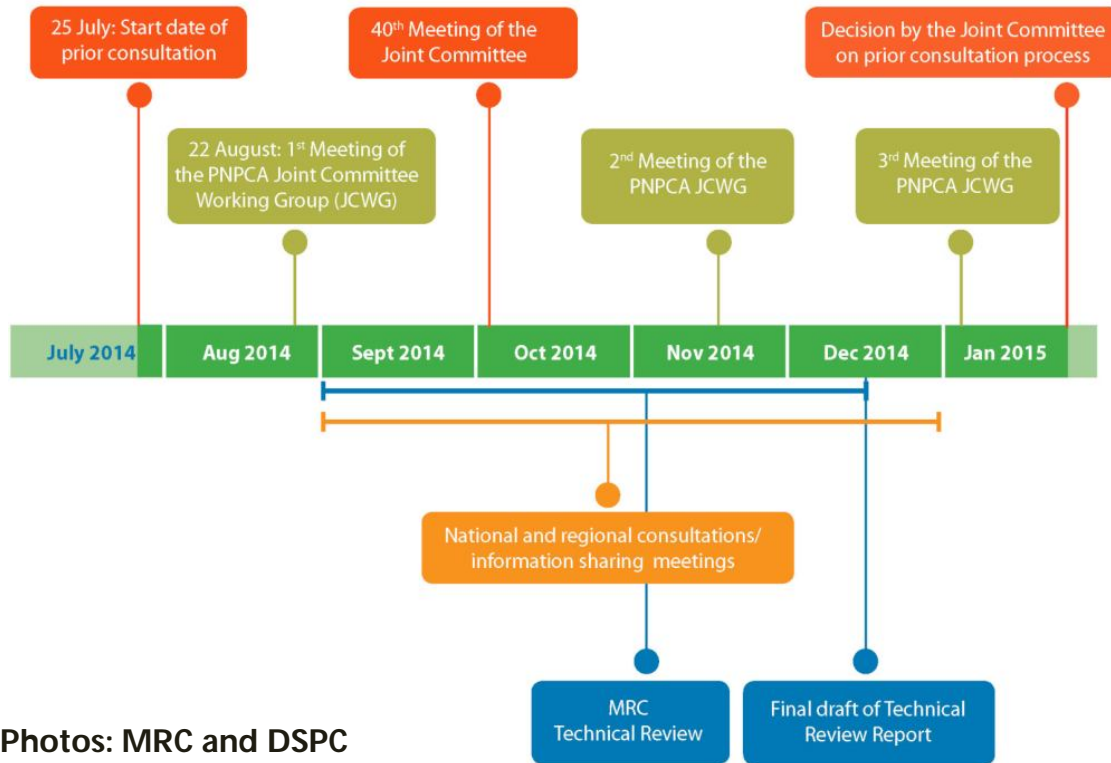 25 July: Start date of
prior consultation
40th Meeting of the
Joint Committee
Decision by the Joint Committee
on prior consultation process
22 August: 1st Meeting of
the PNPCA Joint Committee
Working Group (JCWG)
2nd Meeting of the
PNPCA JCWG
3rd Meeting of the
PNPCA JCWG
July 2014
Aug 2014
Sept 2014
Oct 2014
Nov 2014
Dec 2014
Jan 2015
National and regional consultations/
information sharing meetings
MRC
Technical Review
Final draft of Technical
Review Report
Photos: MRC and DSPC